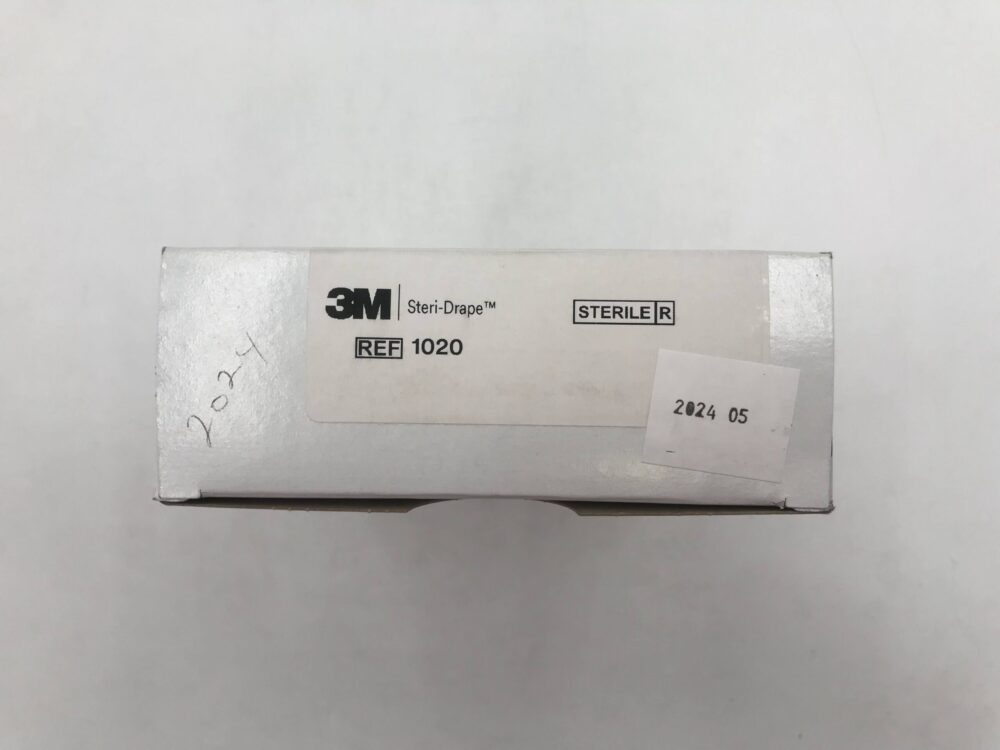 3M Steri-Drape™
STERILE R
REF 1020
2024
2024 05